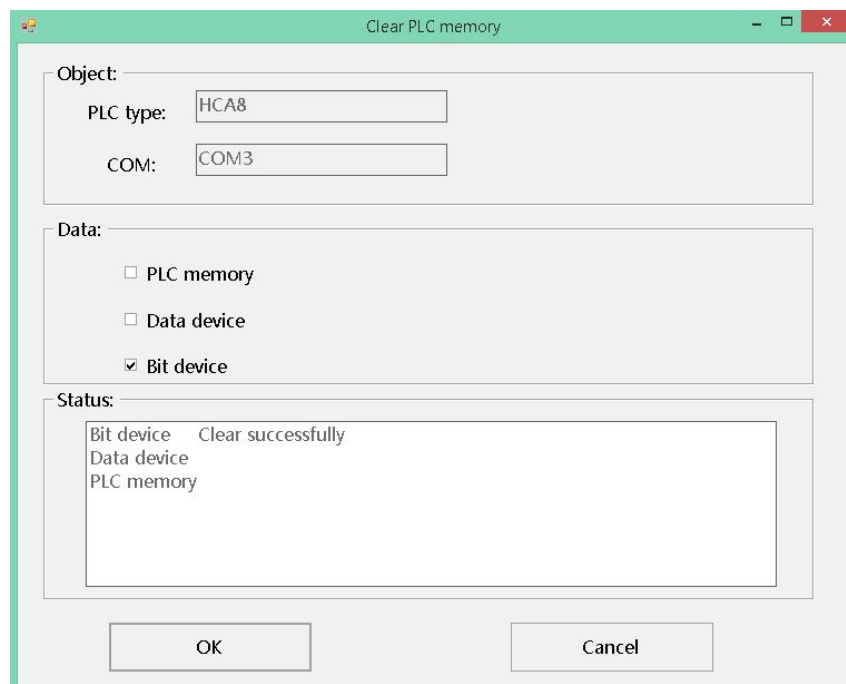 Clear PLC memory
Object:
PLC type: HCA8
COM: COM3
Data:
PLC memory
Data device
Bit device
Status:
Bit device Clear successfully
Data device
PLC memory
OK Cancel